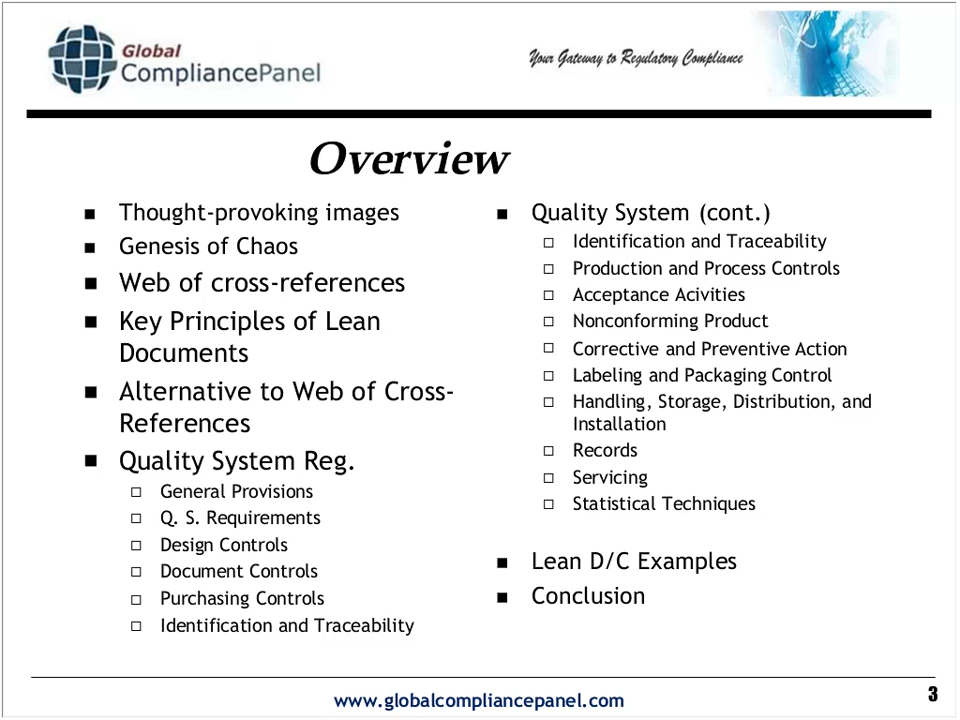 Global
CompliancePanel
Your Gateway to Regulatory Compliance
Overview
Thought-provoking images
Genesis of Chaos
Web of cross-references
Key Principles of Lean
Documents
Alternative to Web of Cross-
References
Quality System Reg.
General Provisions
Q. S. Requirements
Design Controls
Document Controls
Purchasing Controls
Identification and Traceability
Quality System (cont.)
Identification and Traceability
Production and Process Controls
Acceptance Acivities
Nonconforming Product
Corrective and Preventive Action
Labeling and Packaging Control
Handling, Storage, Distribution, and
Installation
Records
Servicing
Statistical Techniques
Lean D/C Examples
Conclusion
www.globalcompliancepanel.com
3